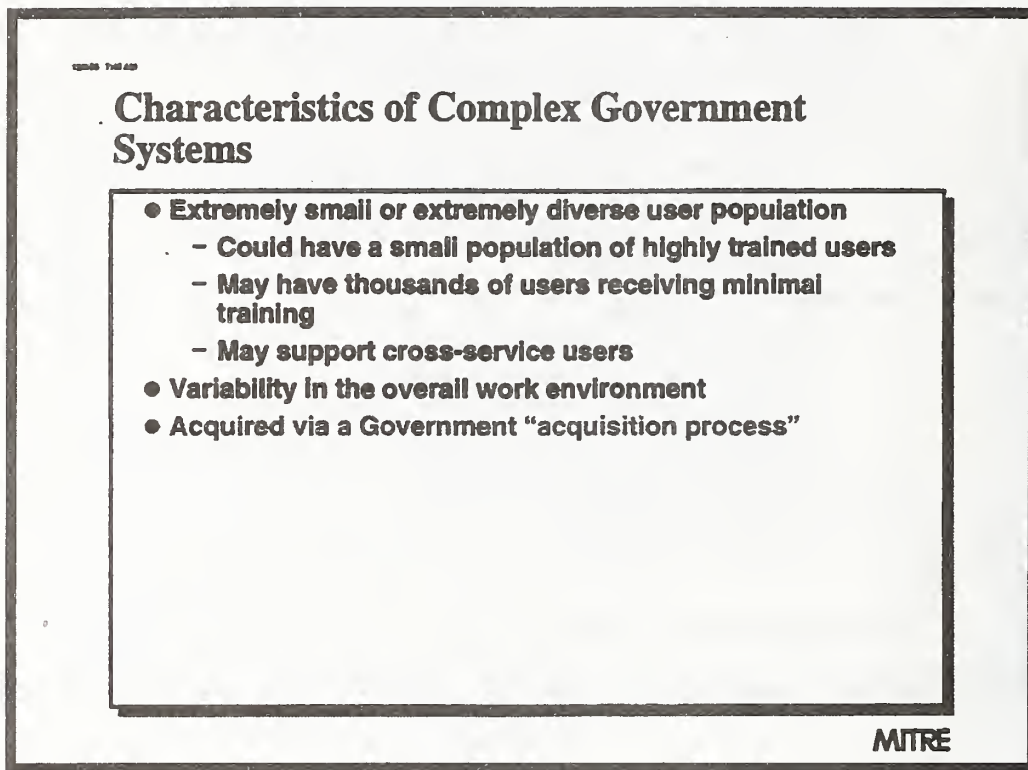 Characteristics of Complex Government
Systems
● Extremely small or extremely diverse user population
– Could have a small population of highly trained users
– May have thousands of users receiving minimal
training
– May support cross-service users
● Variability in the overall work environment
● Acquired via a Government “acquisition process”
MITRE